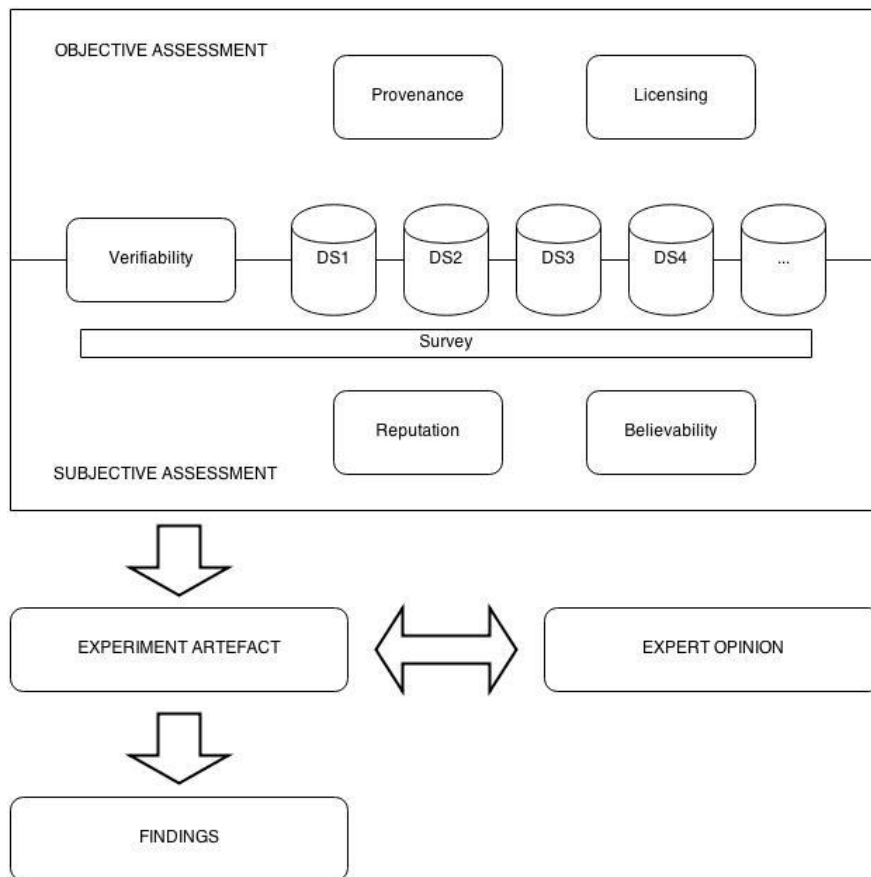 OBJECTIVE ASSESSMENT
Provenance
Licensing
Verifiability
DS1
DS2
DS3
DS4
...
Survey
Reputation
Believability
SUBJECTIVE ASSESSMENT
EXPERIMENT ARTEFACT
EXPERT OPINION
FINDINGS